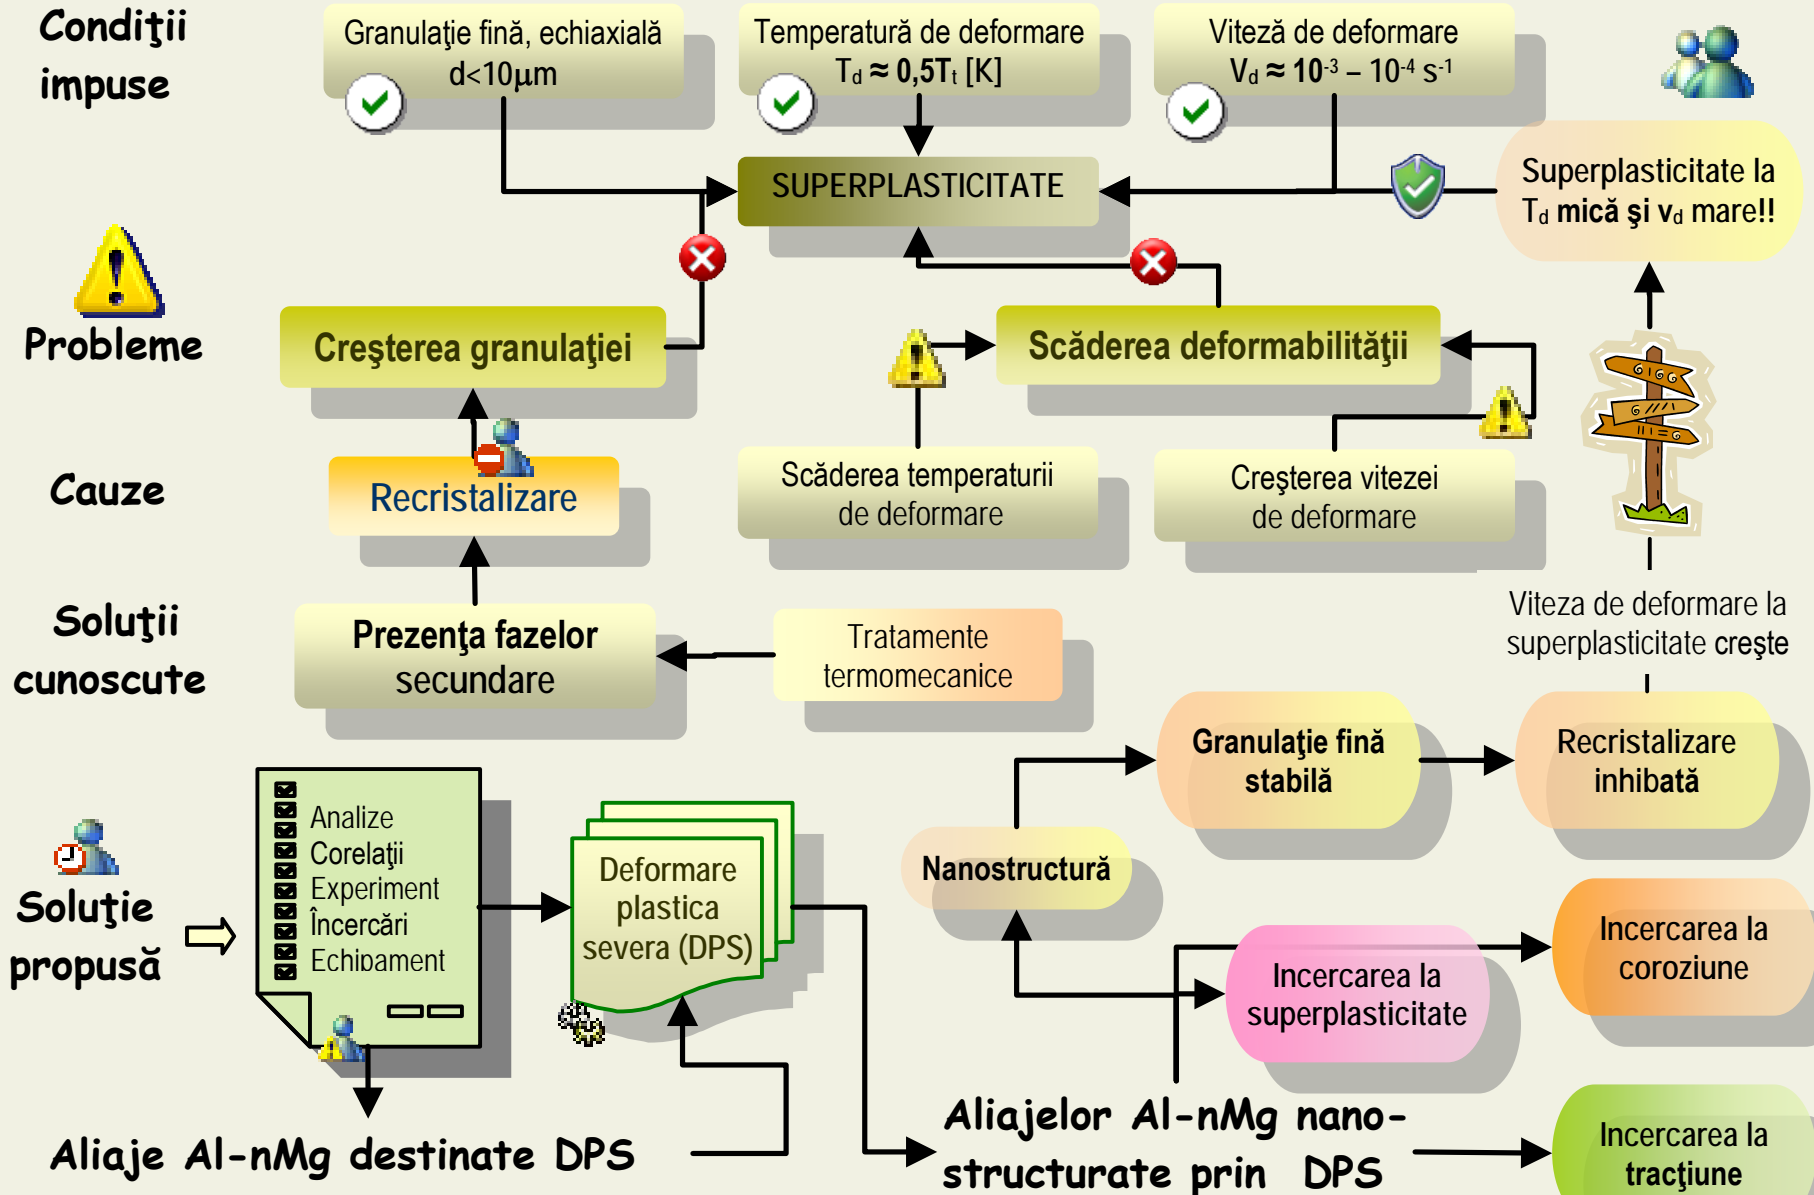 Condiţii
impuse
Granulaţie fină, echiaxială
d<10μm
Temperatură de deformare
Td ≈ 0,5Tt [K]
Viteză de deformare
Vd ≈ 10-3 – 10-4 s-1
SUPERPLASTICITATE
Superplasticitate la
Td mică şi vd mare!!
Probleme
Creşterea granulaţiei
Scăderea deformabilităţii
Cauze
Recristalizare
Scăderea temperaturii
de deformare
Creşterea vitezei
de deformare
Soluţii
cunoscute
Prezenţa fazelor
secundare
Tratamente
termomecanice
Viteza de deformare la
superplasticitate creşte
Granulaţie fină
stabilă
Recristalizare
inhibată
Soluţie
propusă
Analize
Corelaţii
Experiment
Încercări
Echipament
Deformare
plastica
severa (DPS)
Nanostructură
Incercarea la
superplasticitate
Incercarea la
coroziune
Aliaje Al-nMg destinate DPS
Aliajelor Al-nMg nano-
structurate prin DPS
Incercarea la
tracţiune